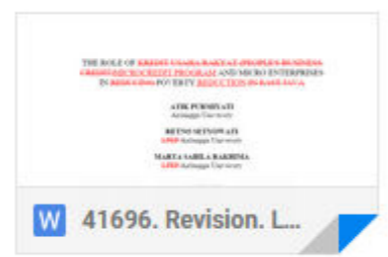 THE ROLE OF KREDIT USAHA RAKYAT (PEOPLE'S BUSINESS
CREDIT) MICROCREDIT PROGRAM AND MICRO ENTERPRISES
IN REDUCING POVERTY REDUCTION IN EAST JAVA
ATIK PURMIYATI
Airlangga University
RETNO SETYOWATI
Airlangga University
MARTA SABILA RAKHIMA
Airlangga University
W 41696. Revision. L...